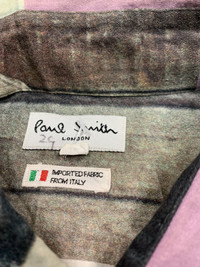 Paul Smith
LONDON
IMPORTED FABRIC
FROM ITALY